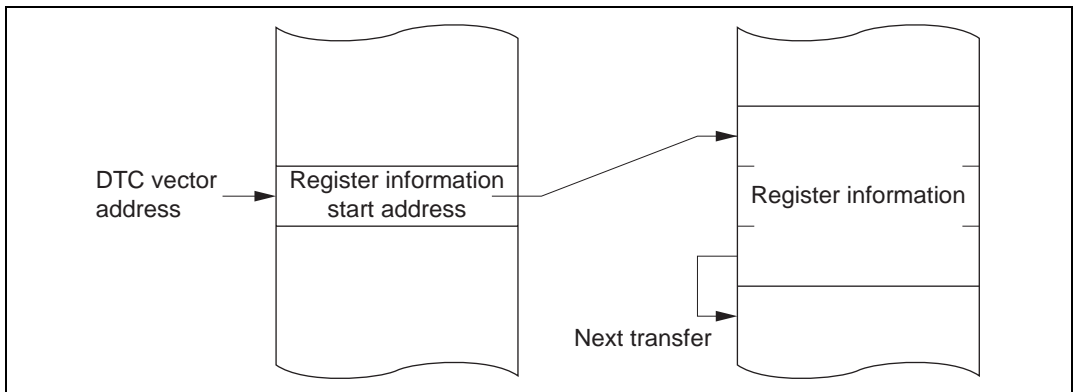 DTC vector
address
Register information
start address
Register information
Next transfer